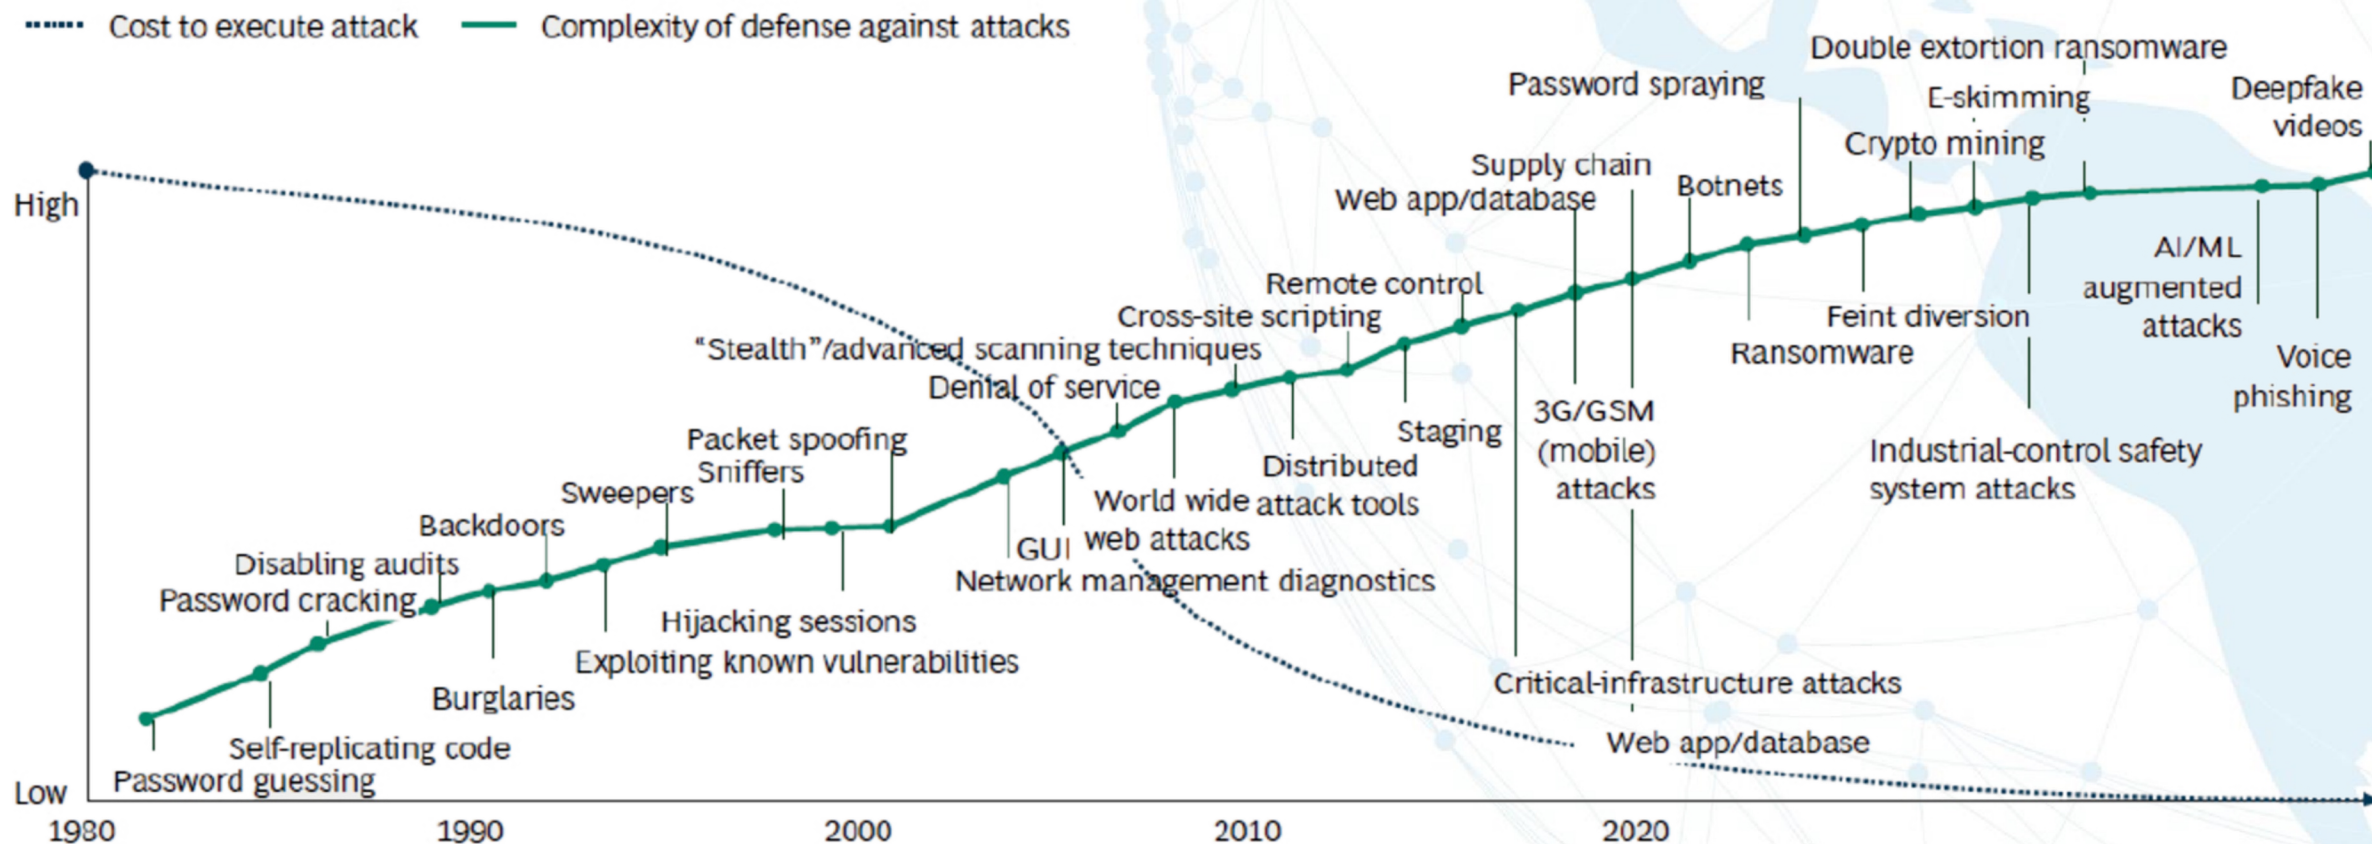 Cost to execute attack
Complexity of defense against attacks
Double extortion ransomware
Password spraying
E-skimming
Deepfake
videos
Crypto mining
Supply chain
Botnets
Web app/database
High
AI/ML
augmented
attacks
Remote control
Cross-site scripting
Feint diversion
"Stealth"/advanced scanning techniques
Ransomware
Voice
phishing
Denial of service
3G/GSM
(mobile)
attacks
Staging
Packet spoofing
Sniffers
Industrial-control safety
system attacks
Distributed
attack tools
Sweepers
World wide
web attacks
Backdoors
GUI
Disabling audits
Network management diagnostics
Password cracking
Hijacking sessions
Exploiting known vulnerabilities
Critical-infrastructure attacks
Burglaries
Web app/database
Self-replicating code
Password guessing
Low
1980
1990
2000
2010
2020